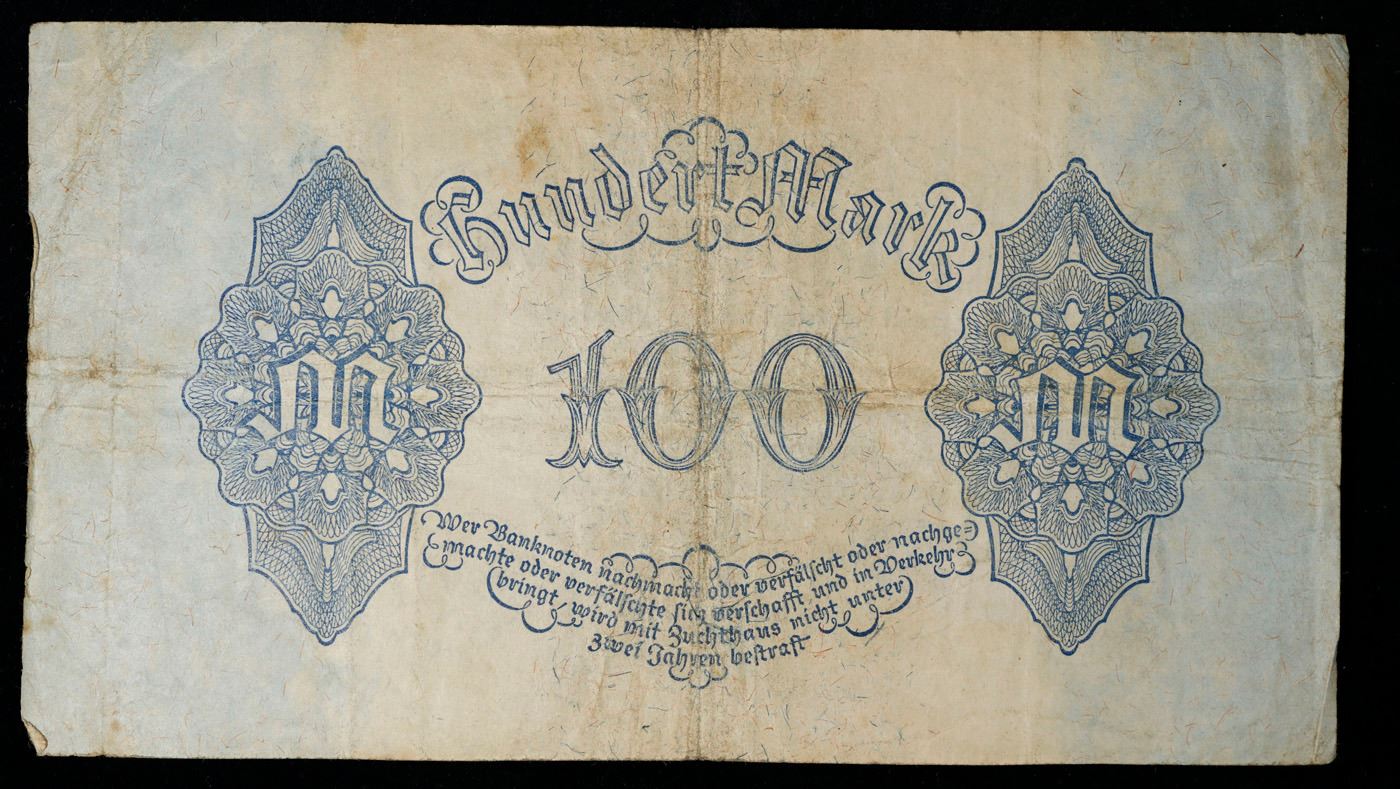 Hundert Mark
M
100
M
Wer Banknoten nachmacht oder verfälscht oder nachge=
machte oder verfälschte sich verschafft und in Verkehr
bringt, wird mit Zuchthaus nicht unter
zwei Jahren bestraft